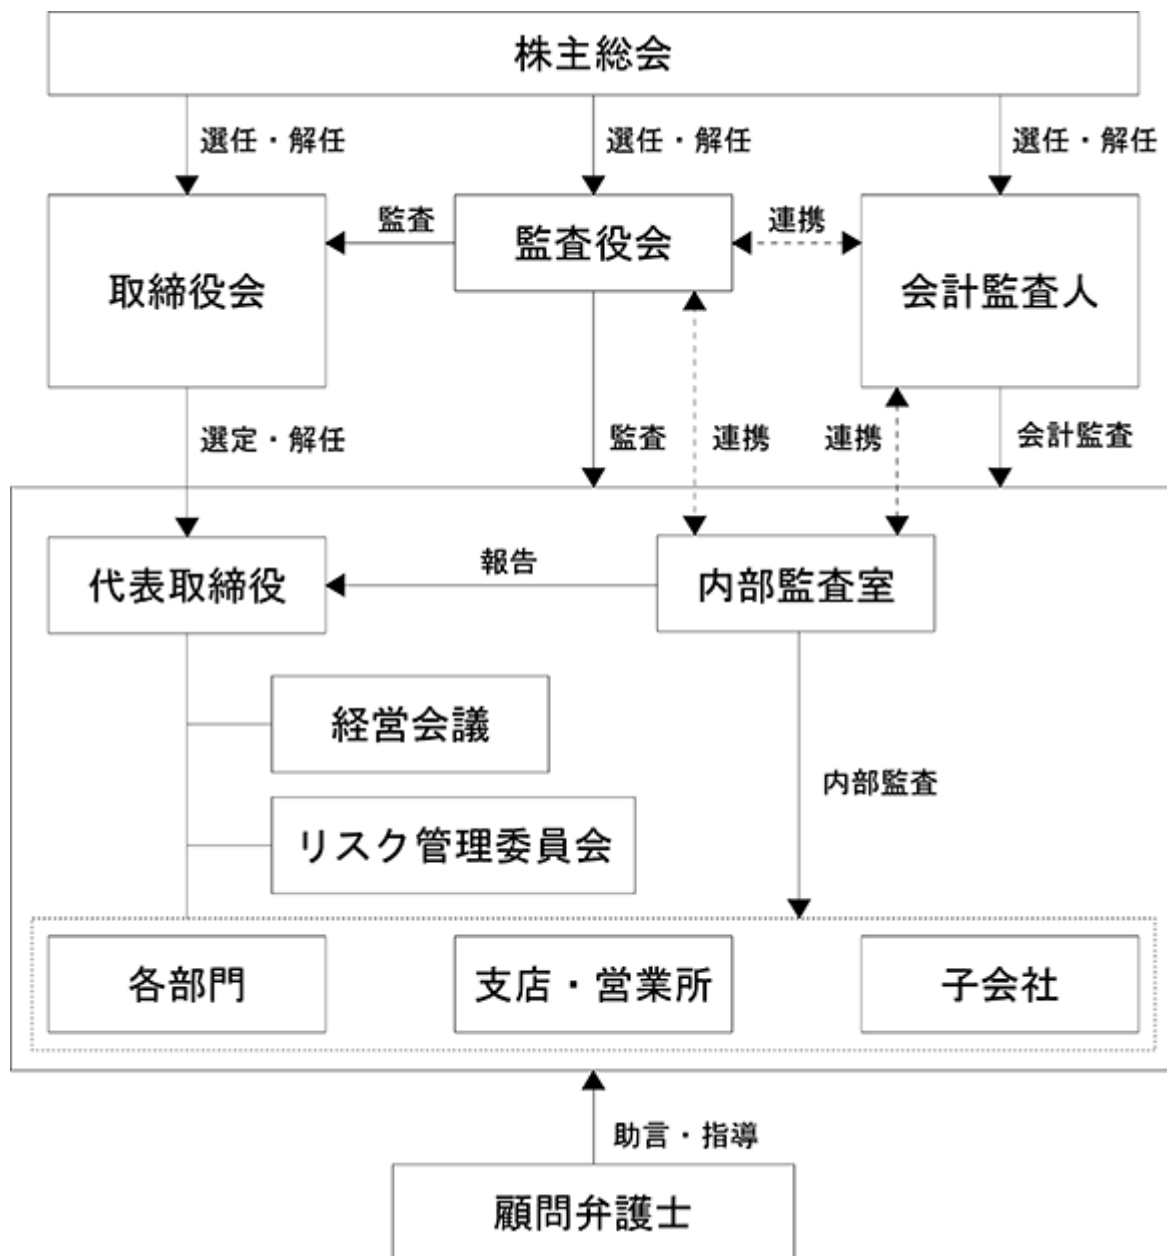 株主総会
選任・解任
選任・解任
選任・解任
取締役会
監査
監査役会
連携
会計監査人
選定・解任
監査
連携
連携
会計監査
代表取締役
報告
内部監査室
経営会議
内部監査
リスク管理委員会
各部門
支店・営業所
子会社
助言・指導
顧問弁護士